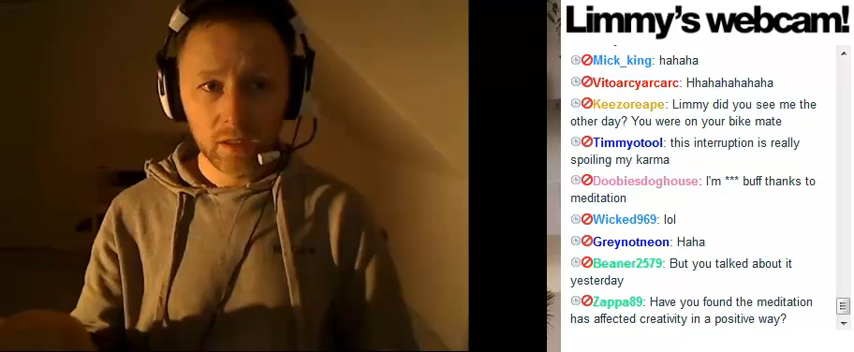 Limmy's webcam!
Mick_king: hahaha
Vitoarcyarcarc: Hhahahahahaha
Keezoreape: Limmy did you see me the
other day? You were on your bike mate
Timmyotool: this interruption is really
spoiling my karma
Doobiesdoghouse: I'm *** buff thanks to
meditation
Wicked969: lol
Greynotneon: Haha
Beaner2579: But you talked about it
yesterday
Zappa89: Have you found the meditation
has affected creativity in a positive way?